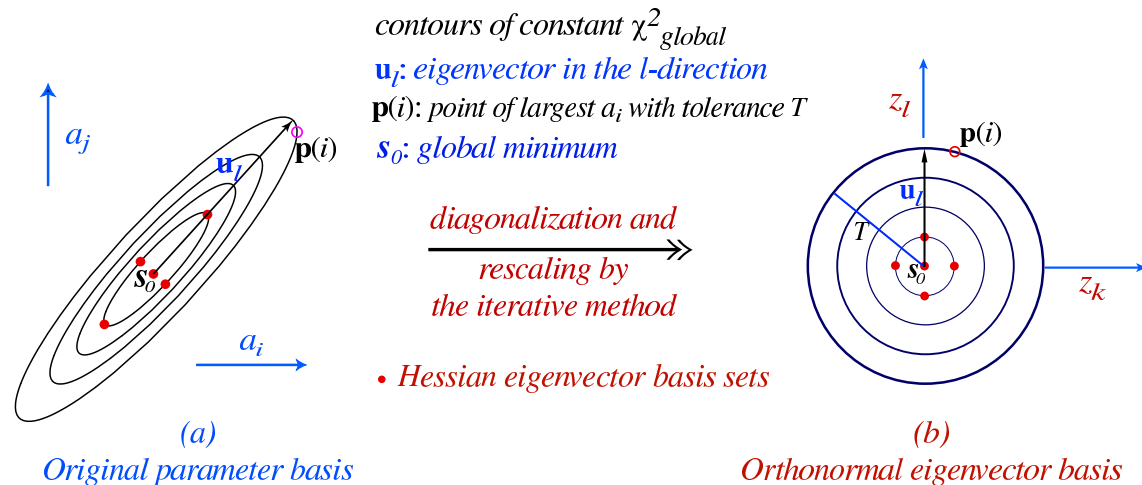 contours of constant χ²global
u_l: eigenvector in the l-direction
p(i): point of largest a_i with tolerance T
s_0: global minimum
a_j
u_l
p(i)
s_0
a_i
(a)
Original parameter basis
diagonalization and
rescaling by
the iterative method
• Hessian eigenvector basis sets
z_l
p(i)
u_l
T
s_0
z_k
(b)
Orthonormal eigenvector basis